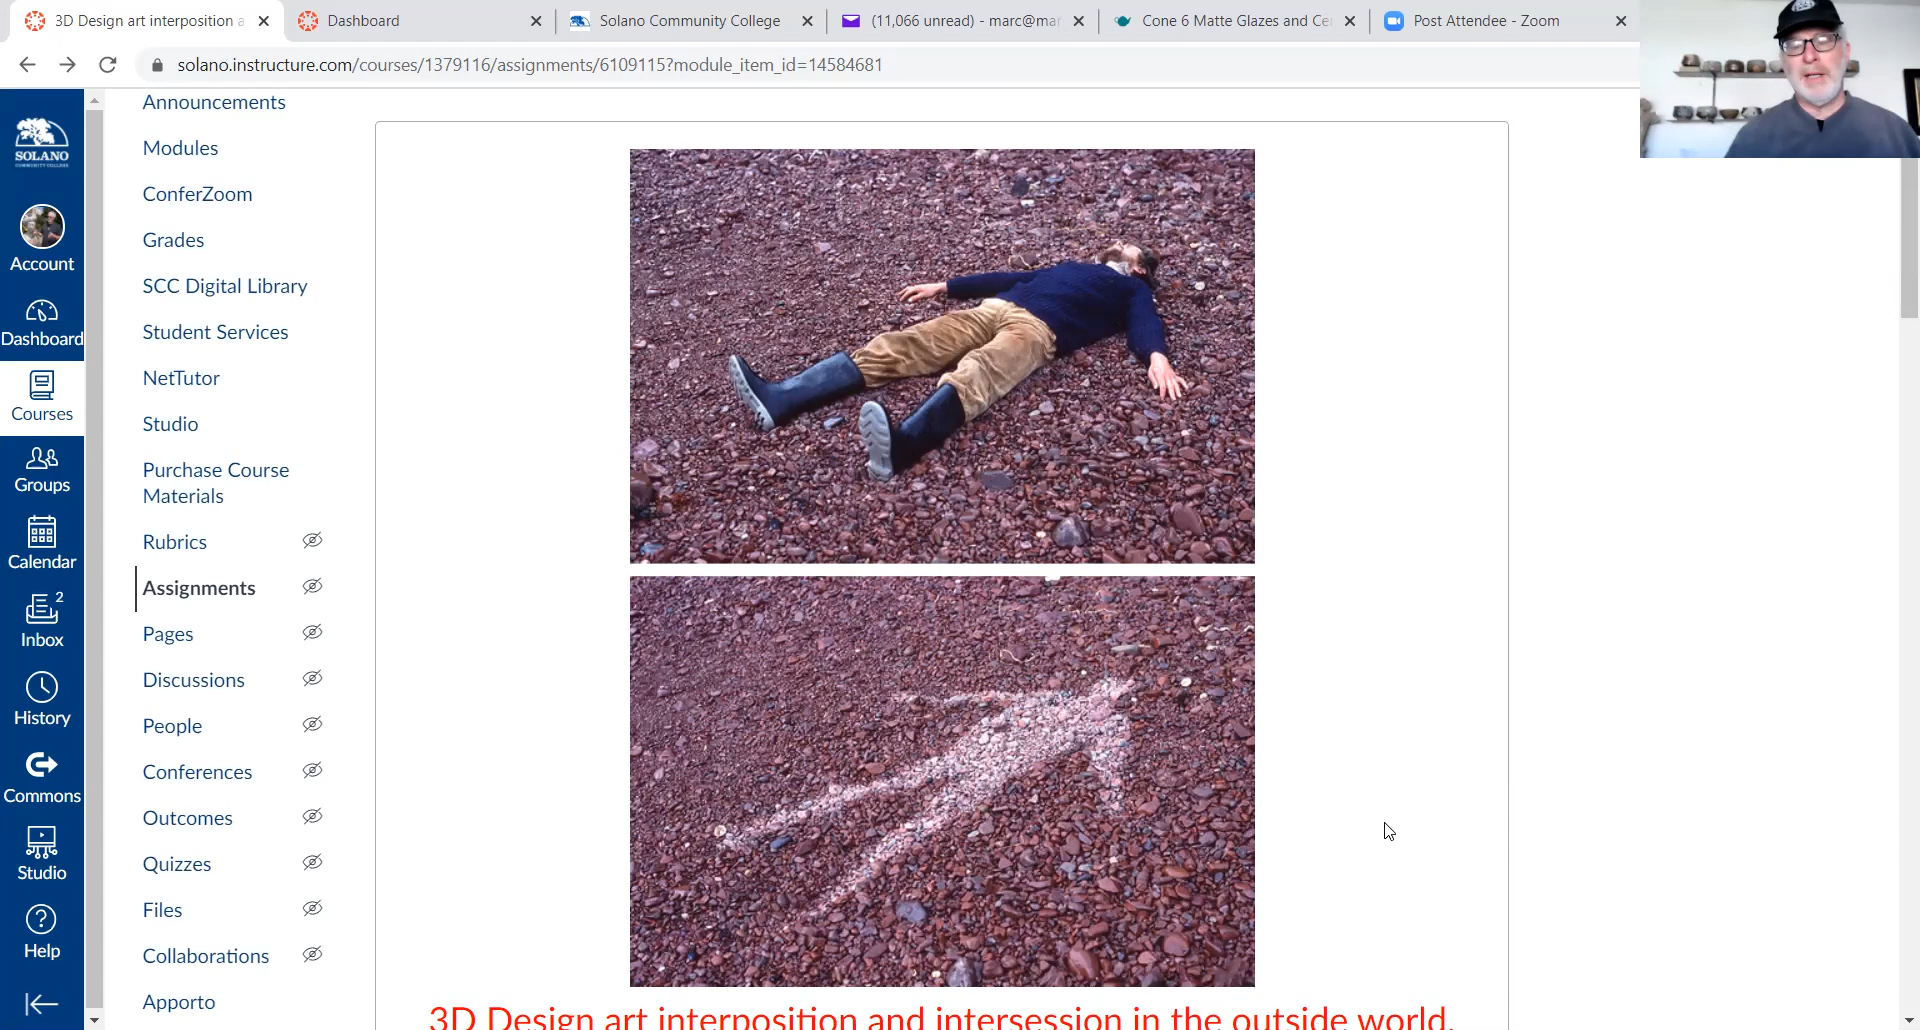 3D Design art interposition a
Dashboard
Solano Community College
(11,066 unread) - marc@mar
Cone 6 Matte Glazes and Ce
Post Attendee - Zoom
solano.instructure.com/courses/1379116/assignments/6109115?module_item_id=14584681
SOLANO
COMMUNITY COLLEGE
Account
Dashboard
Courses
Groups
Calendar
2
Inbox
History
Commons
Studio
Help
Announcements
Modules
ConferZoom
Grades
SCC Digital Library
Student Services
NetTutor
Studio
Purchase Course
Materials
Rubrics
Assignments
Pages
Discussions
People
Conferences
Outcomes
Quizzes
Files
Collaborations
Apporto
3D Design art interposition and intersession in the outside world.